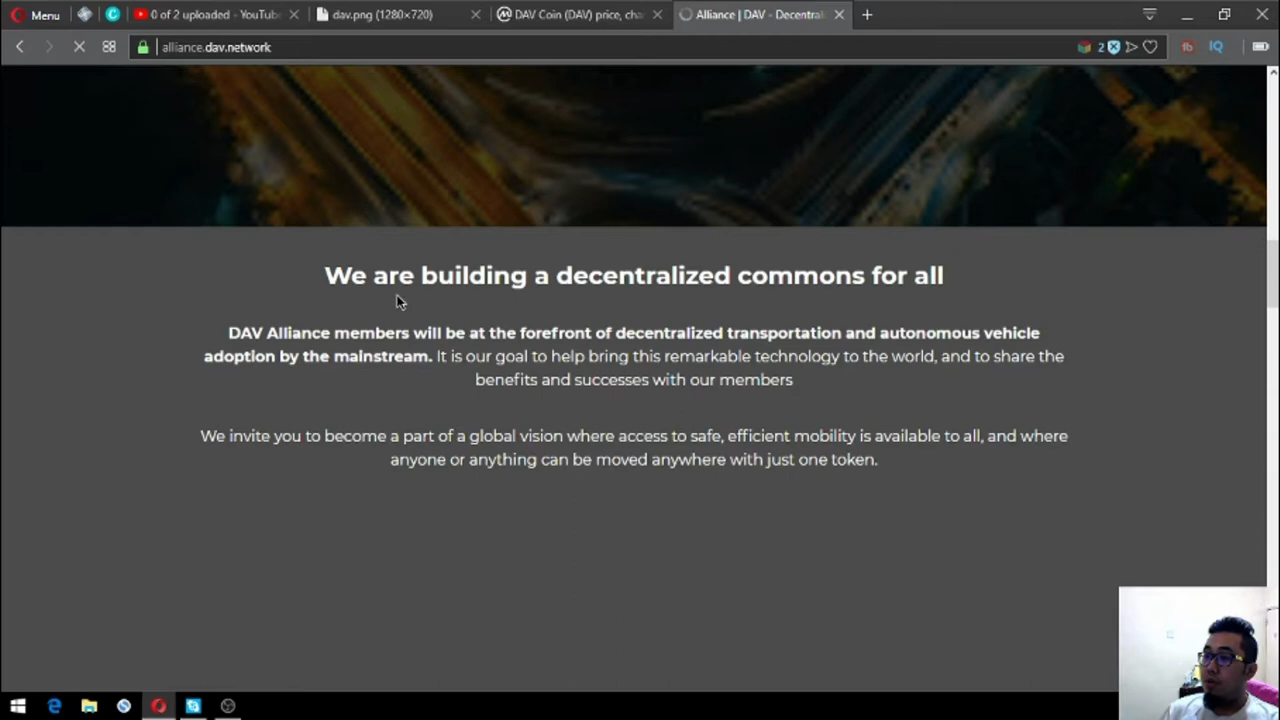 Menu
0 of 2 uploaded - YouTube
dav.png (1280×720)
DAV Coin (DAV) price, cha
Alliance | DAV - Decentral
alliance.dav.network
2
IQ
We are building a decentralized commons for all
DAV Alliance members will be at the forefront of decentralized transportation and autonomous vehicle
adoption by the mainstream. It is our goal to help bring this remarkable technology to the world, and to share the
benefits and successes with our members
We invite you to become a part of a global vision where access to safe, efficient mobility is available to all, and where
anyone or anything can be moved anywhere with just one token.